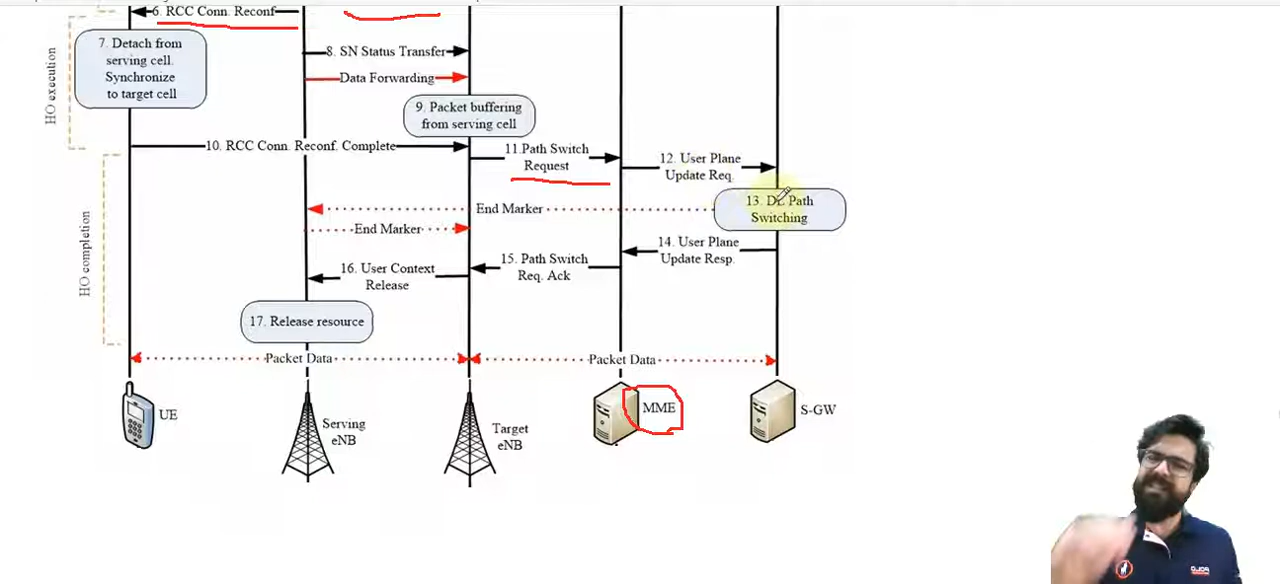 6. RCC Conn. Reconf
7. Detach from
serving cell.
Synchronize
to target cell
HO execution
8. SN Status Transfer
Data Forwarding
9. Packet buffering
from serving cell
10. RCC Conn. Reconf. Complete
11.Path Switch
Request
12. User Plane
Update Req.
13. DL Path
Switching
End Marker
End Marker
HO completion
14. User Plane
Update Resp.
15. Path Switch
Req. Ack
16. User Context
Release
17. Release resource
Packet Data
Packet Data
UE
Serving
eNB
Target
eNB
MME
S-GW
POLO